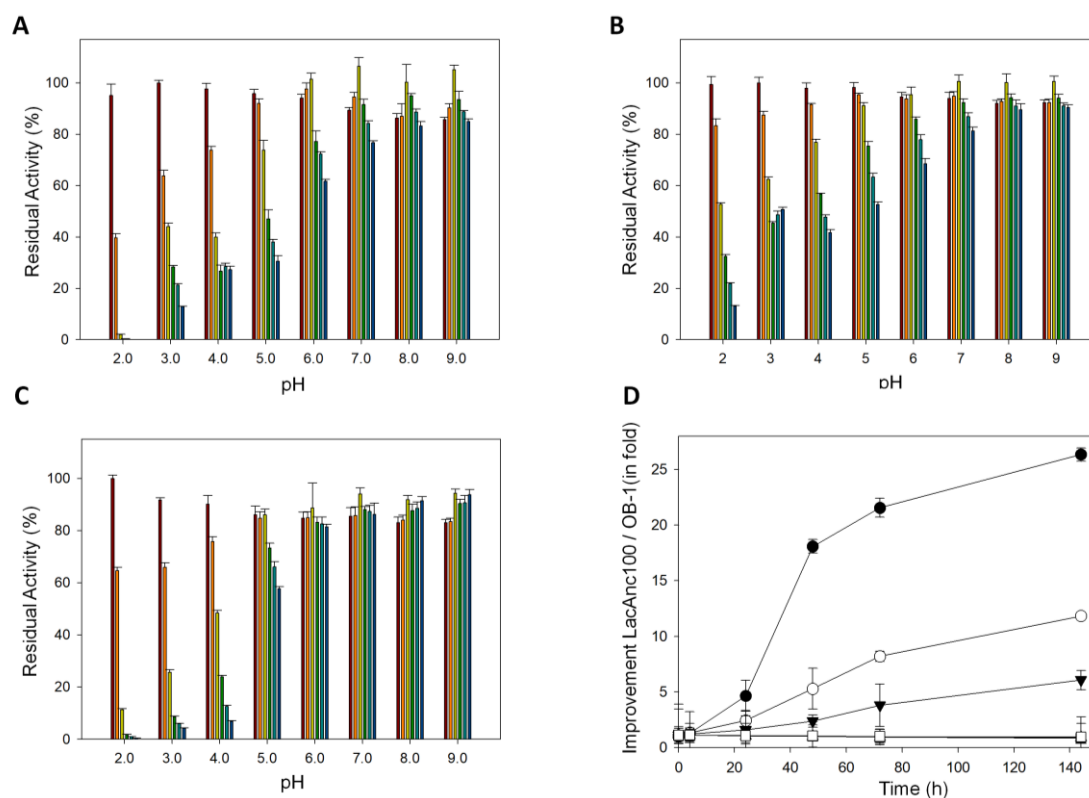 A
Residual Activity (%)
100
80
60
40
20
0
2.0 3.0 4.0 5.0 6.0 7.0 8.0 9.0
pH
B
Residual Activity (%)
100
80
60
40
20
0
2 3 4 5 6 7 8 9
pH
C
Residual Activity (%)
100
80
60
40
20
0
2.0 3.0 4.0 5.0 6.0 7.0 8.0 9.0
pH
D
Improvement LacAnc100 / OB-1(in fold)
25
20
15
10
5
0
0 20 40 60 80 100 120 140
Time (h)